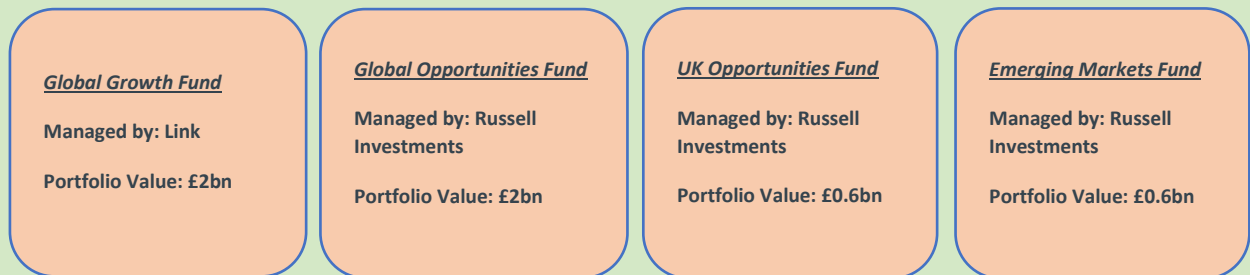 Global Growth Fund
Managed by: Link
Portfolio Value: £2bn
Global Opportunities Fund
Managed by: Russell
Investments
Portfolio Value: £2bn
UK Opportunities Fund
Managed by: Russell
Investments
Portfolio Value: £0.6bn
Emerging Markets Fund
Managed by: Russell
Investments
Portfolio Value: £0.6bn